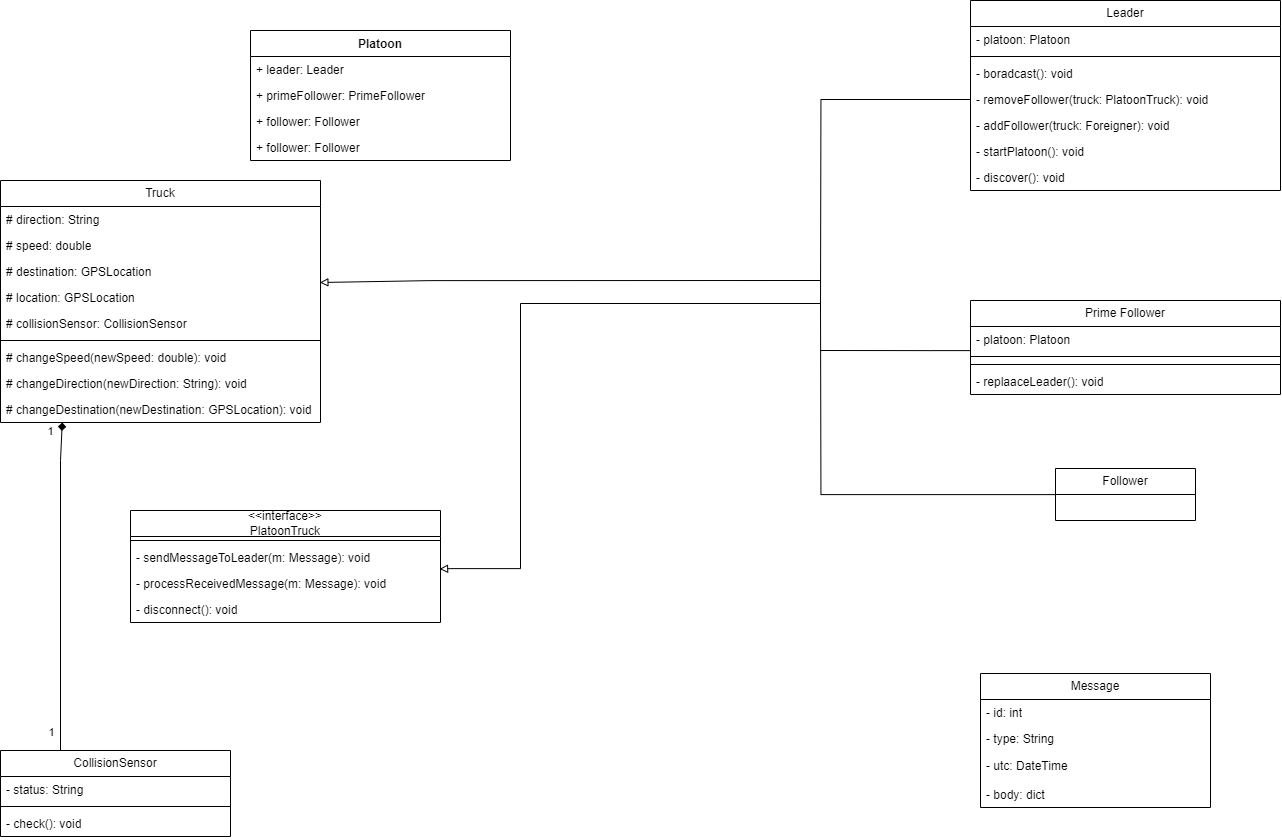 Platoon
+ leader: Leader
+ primeFollower: PrimeFollower
+ follower: Follower
+ follower: Follower
Leader
- platoon: Platoon
- boradcast(): void
- removeFollower(truck: PlatoonTruck): void
- addFollower(truck: Foreigner): void
- startPlatoon(): void
- discover(): void
Truck
# direction: String
# speed: double
# destination: GPSLocation
# location: GPSLocation
# collisionSensor: CollisionSensor
# changeSpeed(newSpeed: double): void
# changeDirection(newDirection: String): void
# changeDestination(newDestination: GPSLocation): void
1
Prime Follower
- platoon: Platoon
- replaaceLeader(): void
Follower
<<interface>>
PlatoonTruck
- sendMessageToLeader(m: Message): void
- processReceivedMessage(m: Message): void
- disconnect(): void
Message
- id: int
- type: String
- utc: DateTime
- body: dict
1
CollisionSensor
- status: String
- check(): void